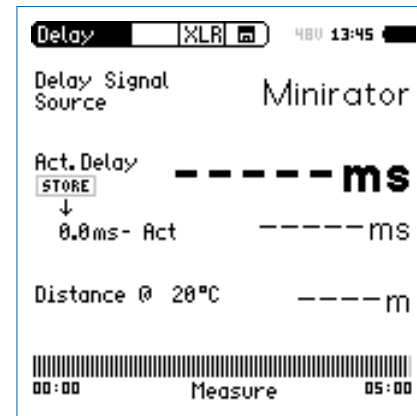 Delay XLR 48V 13:45
Delay Signal
Source
Minirator
Act. Delay
-----ms
STORE
↓
0.0ms- Act
-----ms
Distance @ 20°C
----m
00:00 Measure 05:00